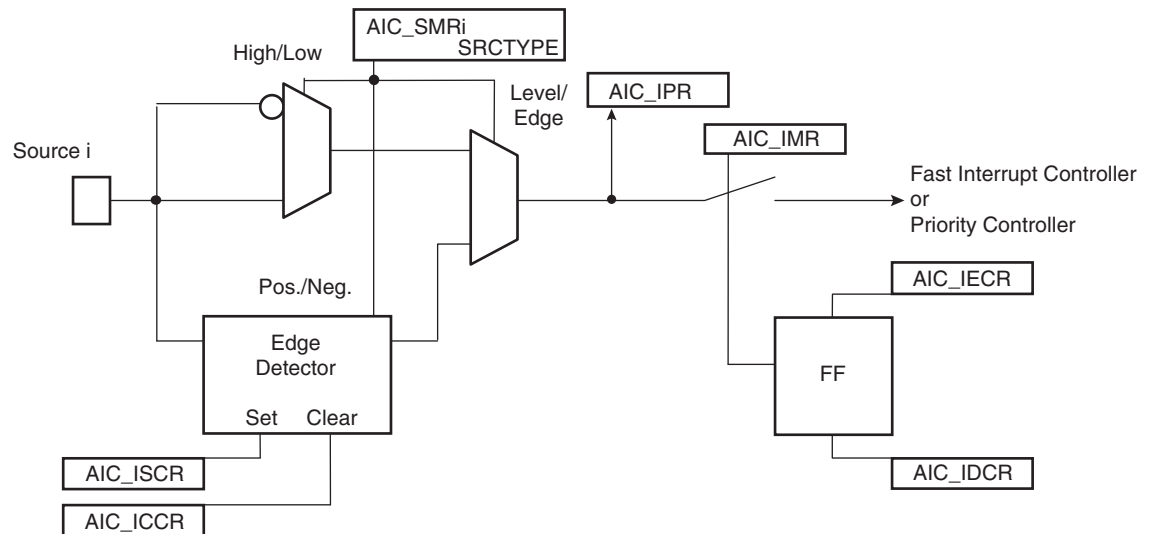 AIC_SMRi
SRCTYPE
High/Low
Level/
Edge
AIC_IPR
AIC_IMR
Source i
Fast Interrupt Controller
or
Priority Controller
Pos./Neg.
AIC_IECR
Edge
Detector
FF
Set Clear
AIC_ISCR
AIC_IDCR
AIC_ICCR